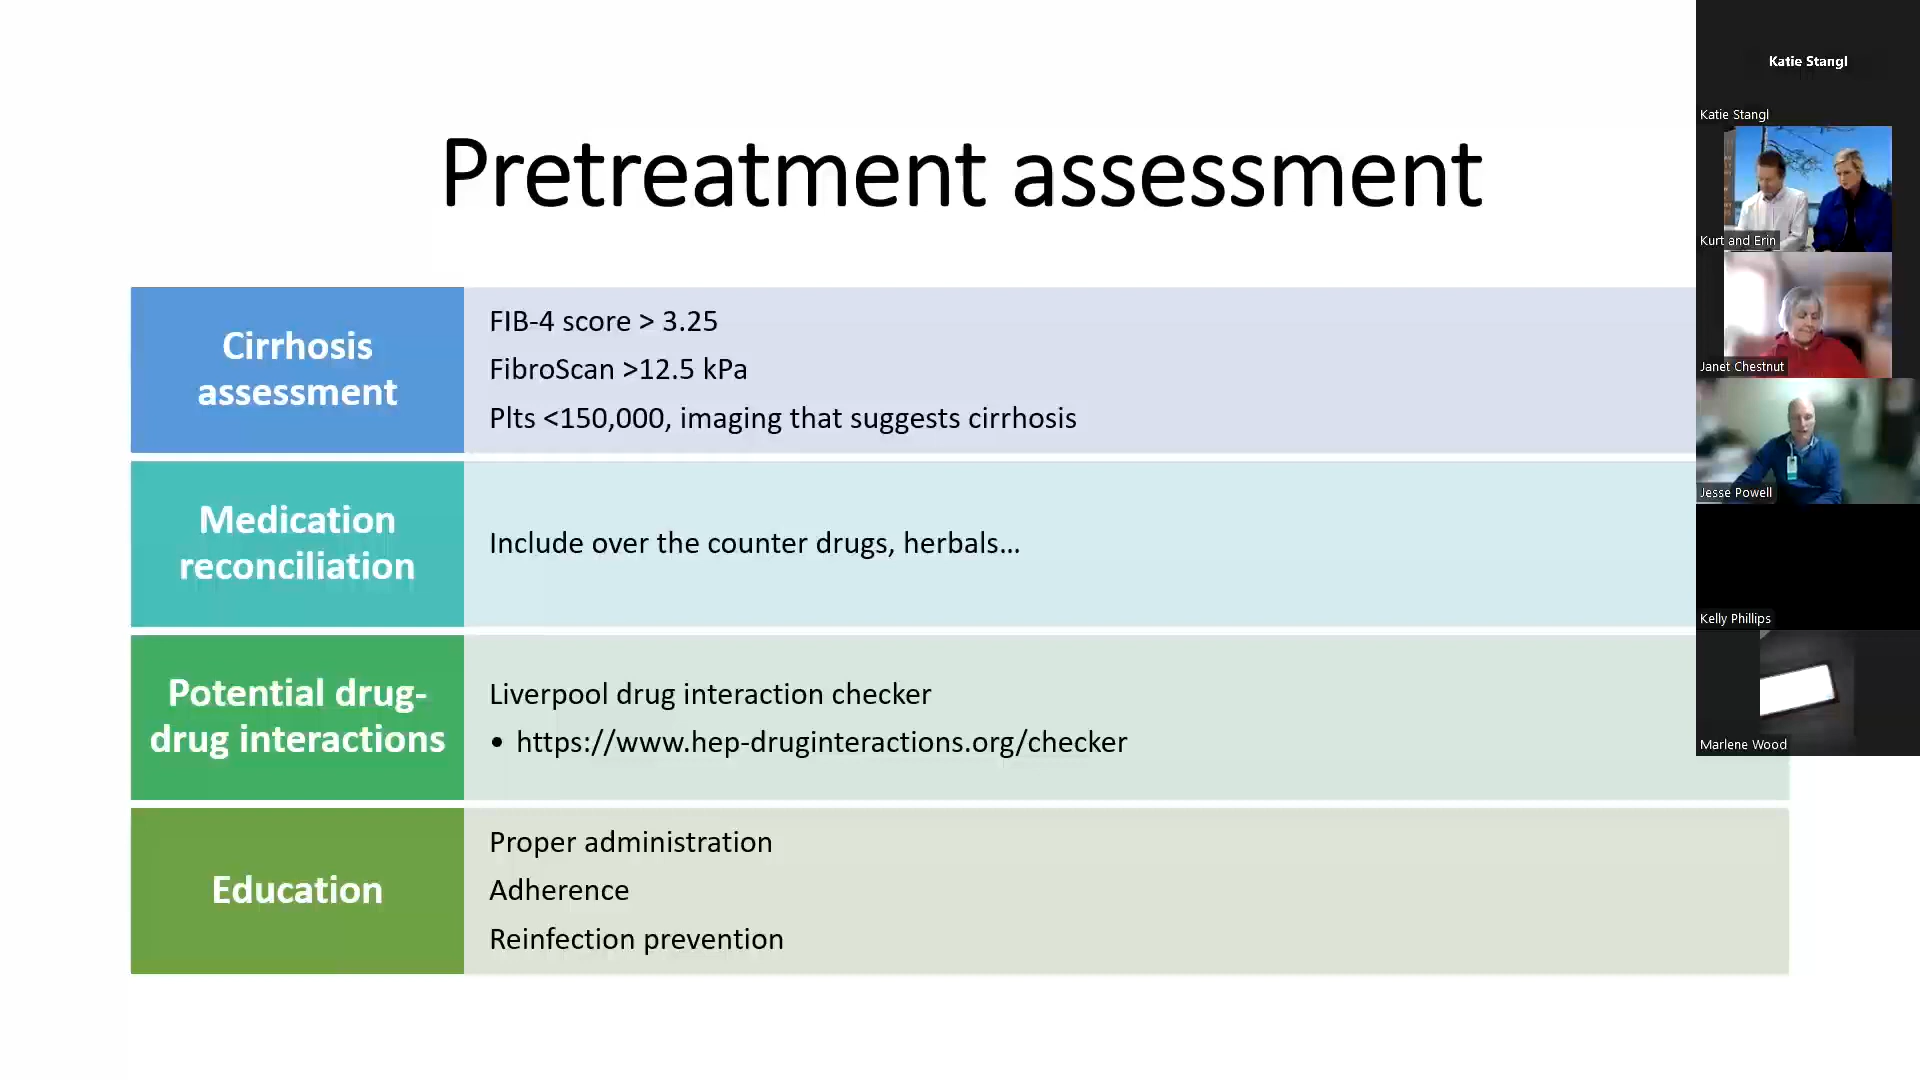 Pretreatment assessment
Cirrhosis
assessment
FIB-4 score > 3.25
FibroScan >12.5 kPa
Plts <150,000, imaging that suggests cirrhosis
Medication
reconciliation
Include over the counter drugs, herbals…
Potential drug-
drug interactions
Liverpool drug interaction checker
• https://www.hep-druginteractions.org/checker
Education
Proper administration
Adherence
Reinfection prevention
Katie Stangl
Katie Stangl
Kurt and Erin
Janet Chestnut
Jesse Powell
Kelly Phillips
Marlene Wood